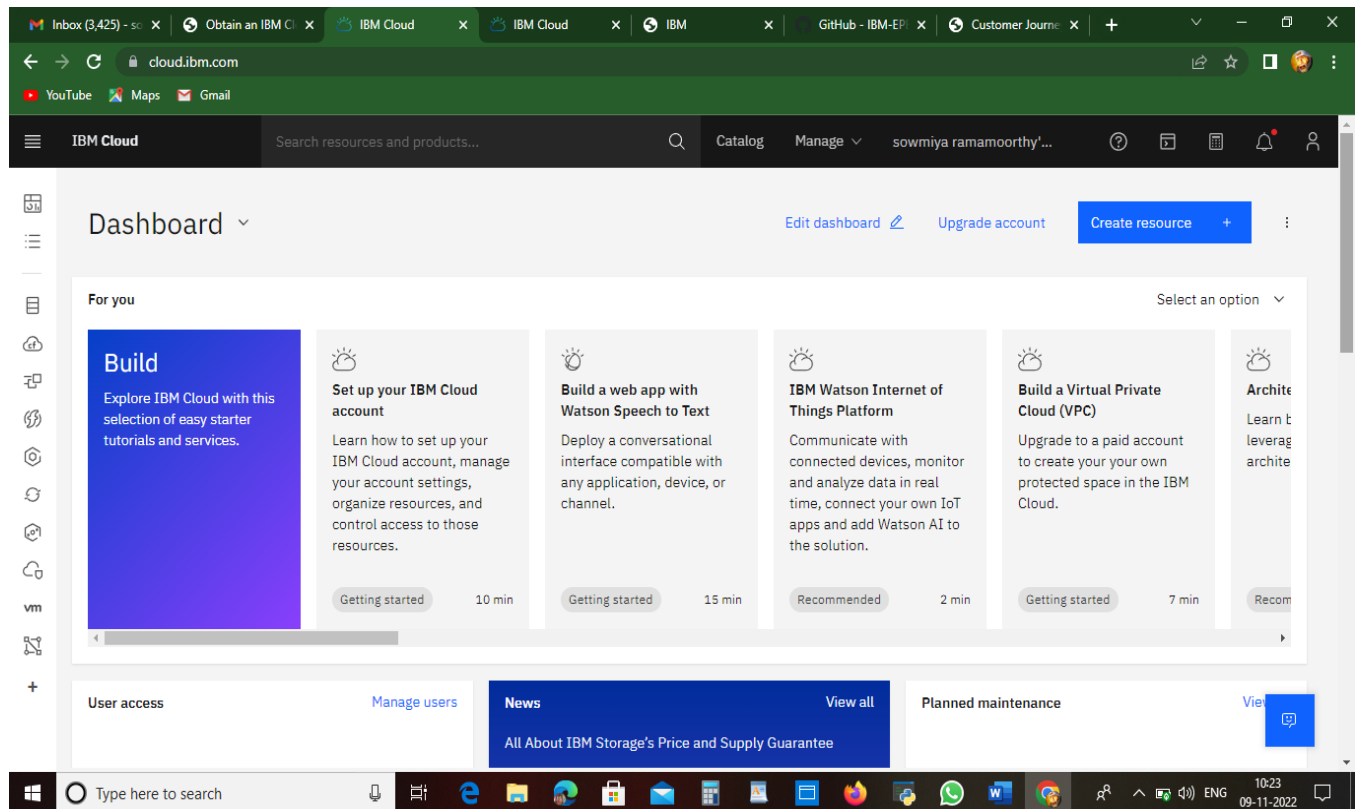 Inbox (3,425) - so
Obtain an IBM Cl
IBM Cloud
IBM Cloud
IBM
GitHub - IBM-EPI
Customer Journe
cloud.ibm.com
YouTube Maps Gmail
IBM Cloud
Search resources and products...
Catalog
Manage
sowmiya ramamoorthy'...
Dashboard
Edit dashboard
Upgrade account
Create resource +
For you
Select an option
Build
Explore IBM Cloud with this
selection of easy starter
tutorials and services.
Set up your IBM Cloud
account
Learn how to set up your
IBM Cloud account, manage
your account settings,
organize resources, and
control access to those
resources.
Getting started 10 min
Build a web app with
Watson Speech to Text
Deploy a conversational
interface compatible with
any application, device, or
channel.
Getting started 15 min
IBM Watson Internet of
Things Platform
Communicate with
connected devices, monitor
and analyze data in real
time, connect your own IoT
apps and add Watson AI to
the solution.
Recommended 2 min
Build a Virtual Private
Cloud (VPC)
Upgrade to a paid account
to create your your own
protected space in the IBM
Cloud.
Getting started 7 min
Archite
Learn b
leverag
archite
Recom
vm
User access
Manage users
News
View all
All About IBM Storage's Price and Supply Guarantee
Planned maintenance
Vie
Type here to search
ENG
10:23
09-11-2022